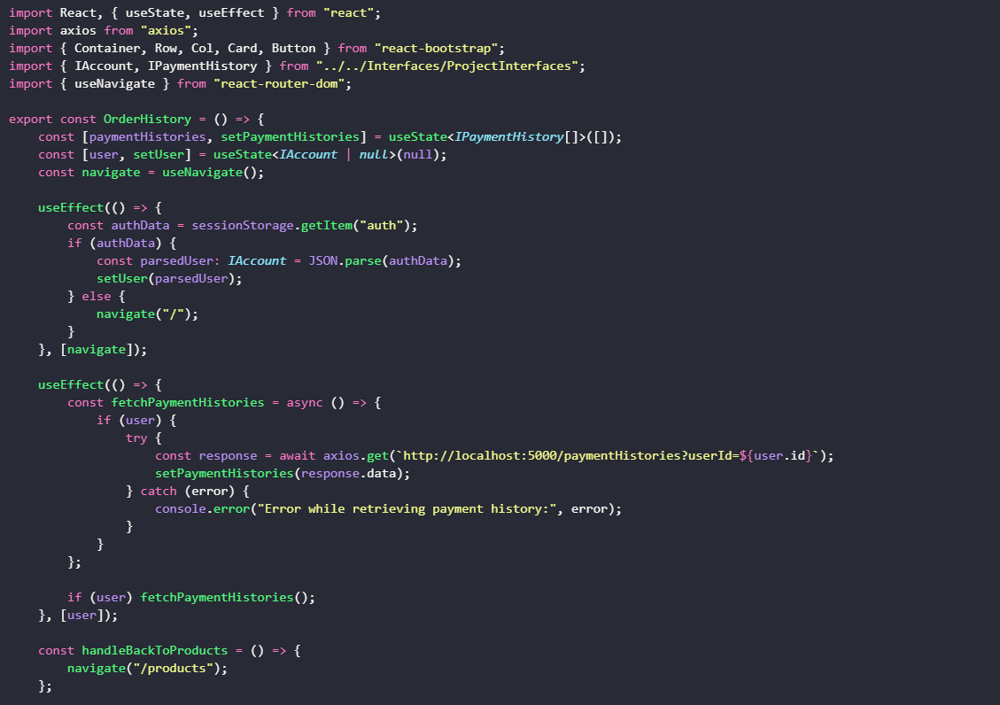 import React, { useState, useEffect } from "react";
import axios from "axios";
import { Container, Row, Col, Card, Button } from "react-bootstrap";
import { IAccount, IPaymentHistory } from "../../Interfaces/ProjectInterfaces";
import { useNavigate } from "react-router-dom";

export const OrderHistory = () => {
    const [paymentHistories, setPaymentHistories] = useState<IPaymentHistory[]>([]);
    const [user, setUser] = useState<IAccount | null>(null);
    const navigate = useNavigate();

    useEffect(() => {
        const authData = sessionStorage.getItem("auth");
        if (authData) {
            const parsedUser: IAccount = JSON.parse(authData);
            setUser(parsedUser);
        } else {
            navigate("/");
        }
    }, [navigate]);

    useEffect(() => {
        const fetchPaymentHistories = async () => {
            if (user) {
                try {
                    const response = await axios.get(`http://localhost:5000/paymentHistories?userId=${user.id}`);
                    setPaymentHistories(response.data);
                } catch (error) {
                    console.error("Error while retrieving payment history:", error);
                }
            }
        };

        if (user) fetchPaymentHistories();
    }, [user]);

    const handleBackToProducts = () => {
        navigate("/products");
    };